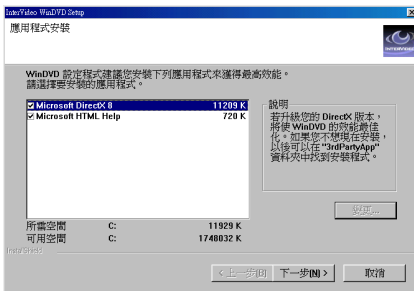 InterVideo WinDVD Setup
應用程式安裝
INTERVIDEO
WinDVD 設定程式建議您安裝下列應用程式來獲得最高效能。
請選擇要安裝的應用程式。
Microsoft DirectX 8 11209 K
Microsoft HTML Help 720 K
說明
若升級您的 DirectX 版本，
將使 WinDVD 的效能最佳
化。如果您不想現在安裝，
以後可以在 "3rdPartyApp"
資料夾中找到安裝程式。
變更...
所需空間 C: 11929 K
可用空間 C: 1748032 K
InstallShield
< 上一步(B) 下一步(N) > 取消